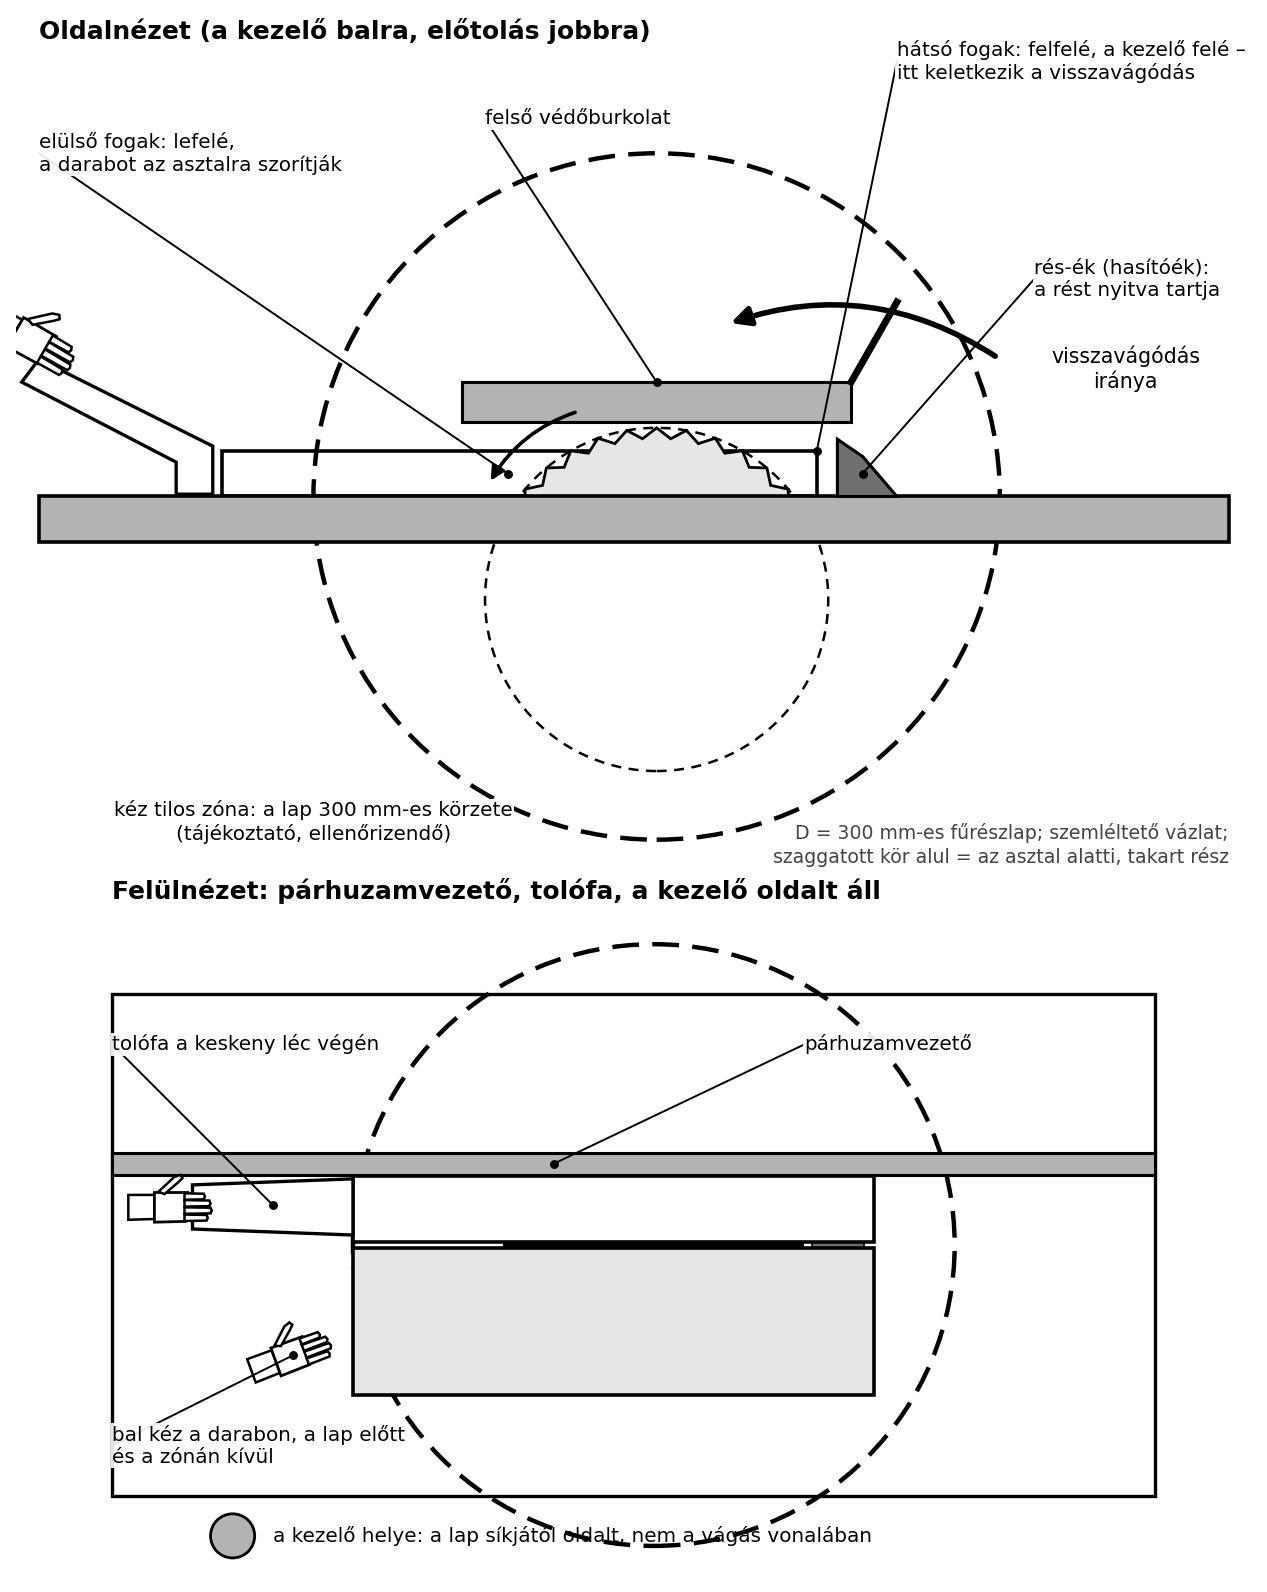 Oldalnézet (a kezelő balra, előtolás jobbra)
hátsó fogak: felfelé, a kezelő felé –
itt keletkezik a visszavágódás
felső védőburkolat
elülső fogak: lefelé,
a darabot az asztalra szorítják
rés-ék (hasítóék):
a rést nyitva tartja
visszavágódás
iránya
kéz tilos zóna: a lap 300 mm-es körzete
(tájékoztató, ellenőrizendő)
D = 300 mm-es fűrészlap; szemléltető vázlat;
szaggatott kör alul = az asztal alatti, takart rész
Felülnézet: párhuzamvezető, tolófa, a kezelő oldalt áll
tolófa a keskeny léc végén
párhuzamvezető
bal kéz a darabon, a lap előtt
és a zónán kívül
a kezelő helye: a lap síkjától oldalt, nem a vágás vonalában